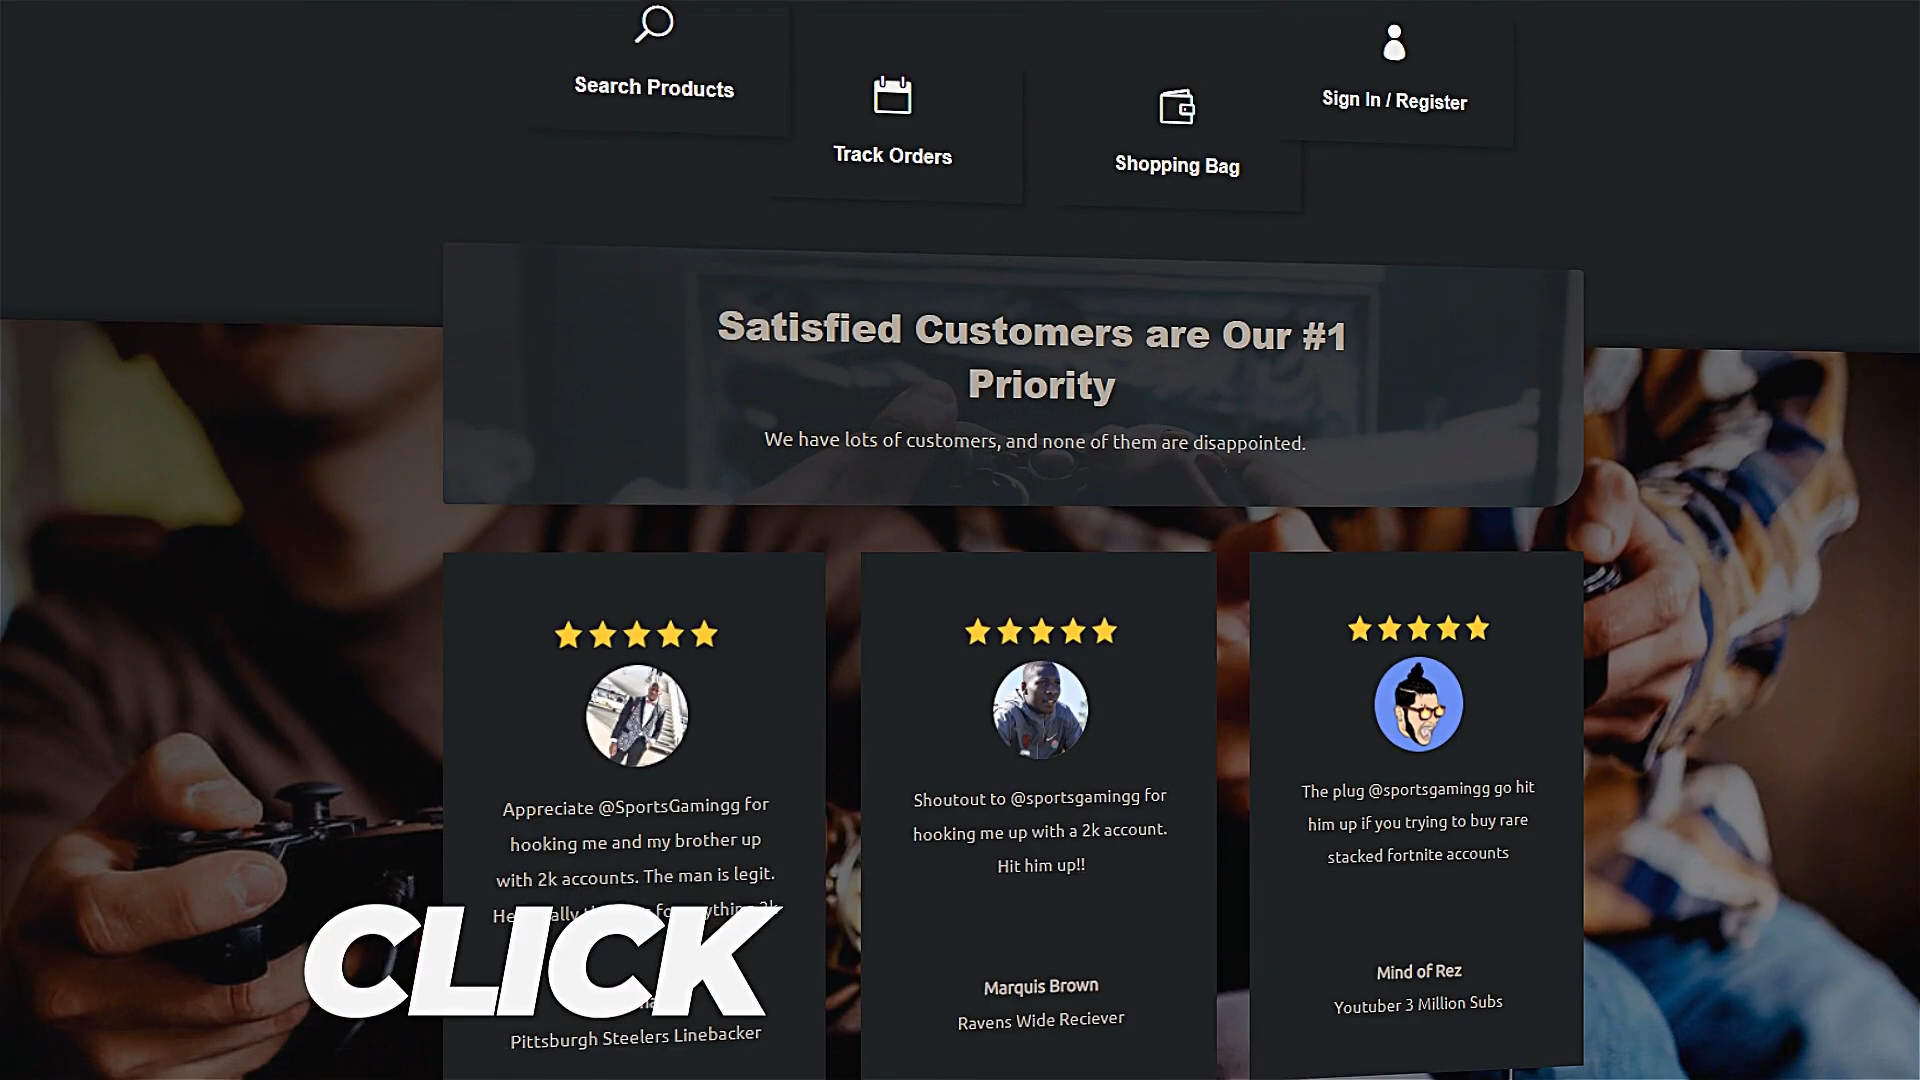 Search Products
Track Orders
Shopping Bag
Sign In / Register
Satisfied Customers are Our #1
Priority
We have lots of customers, and none of them are disappointed.
Appreciate @SportsGamingg for
hooking me and my brother up
with 2k accounts. The man is legit.
2k
CLICK
Pittsburgh Steelers Linebacker
Shoutout to @sportsgamingg for
hooking me up with a 2k account.
Hit him up!!
Marquis Brown
Ravens Wide Reciever
The plug @sportsgamingg go hit
him up if you trying to buy rare
stacked fortnite accounts
Mind of Rez
Youtuber 3 Million Subs